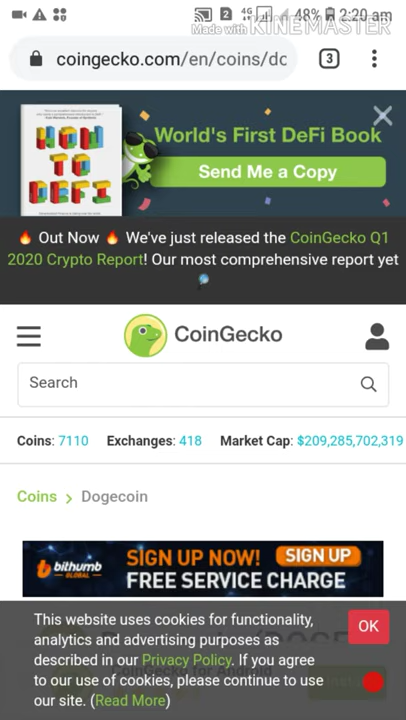 4G 48% 2:20 am
Made with KINEMASTER
coingecko.com/en/coins/dc
3
HOW
TO
DEFI
World's First DeFi Book
Send Me a Copy
🔥 Out Now 🔥 We've just released the CoinGecko Q1
2020 Crypto Report! Our most comprehensive report yet
🔎
CoinGecko
Search
Coins: 7110 Exchanges: 418 Market Cap: $209,285,702,319
Coins > Dogecoin
bithumb
GLOBAL
SIGN UP NOW! SIGN UP
FREE SERVICE CHARGE
This website uses cookies for functionality,
analytics and advertising purposes as
described in our Privacy Policy. If you agree
to our use of cookies, please continue to use
our site. (Read More)
OK
CoinGecko for Android